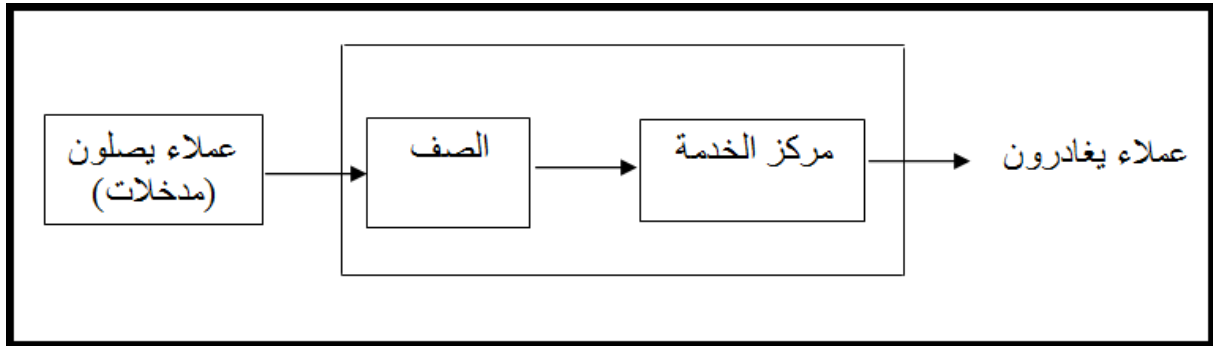 عملاء يصلون
(مدخلات)
الصف
مركز الخدمة
عملاء يغادرون